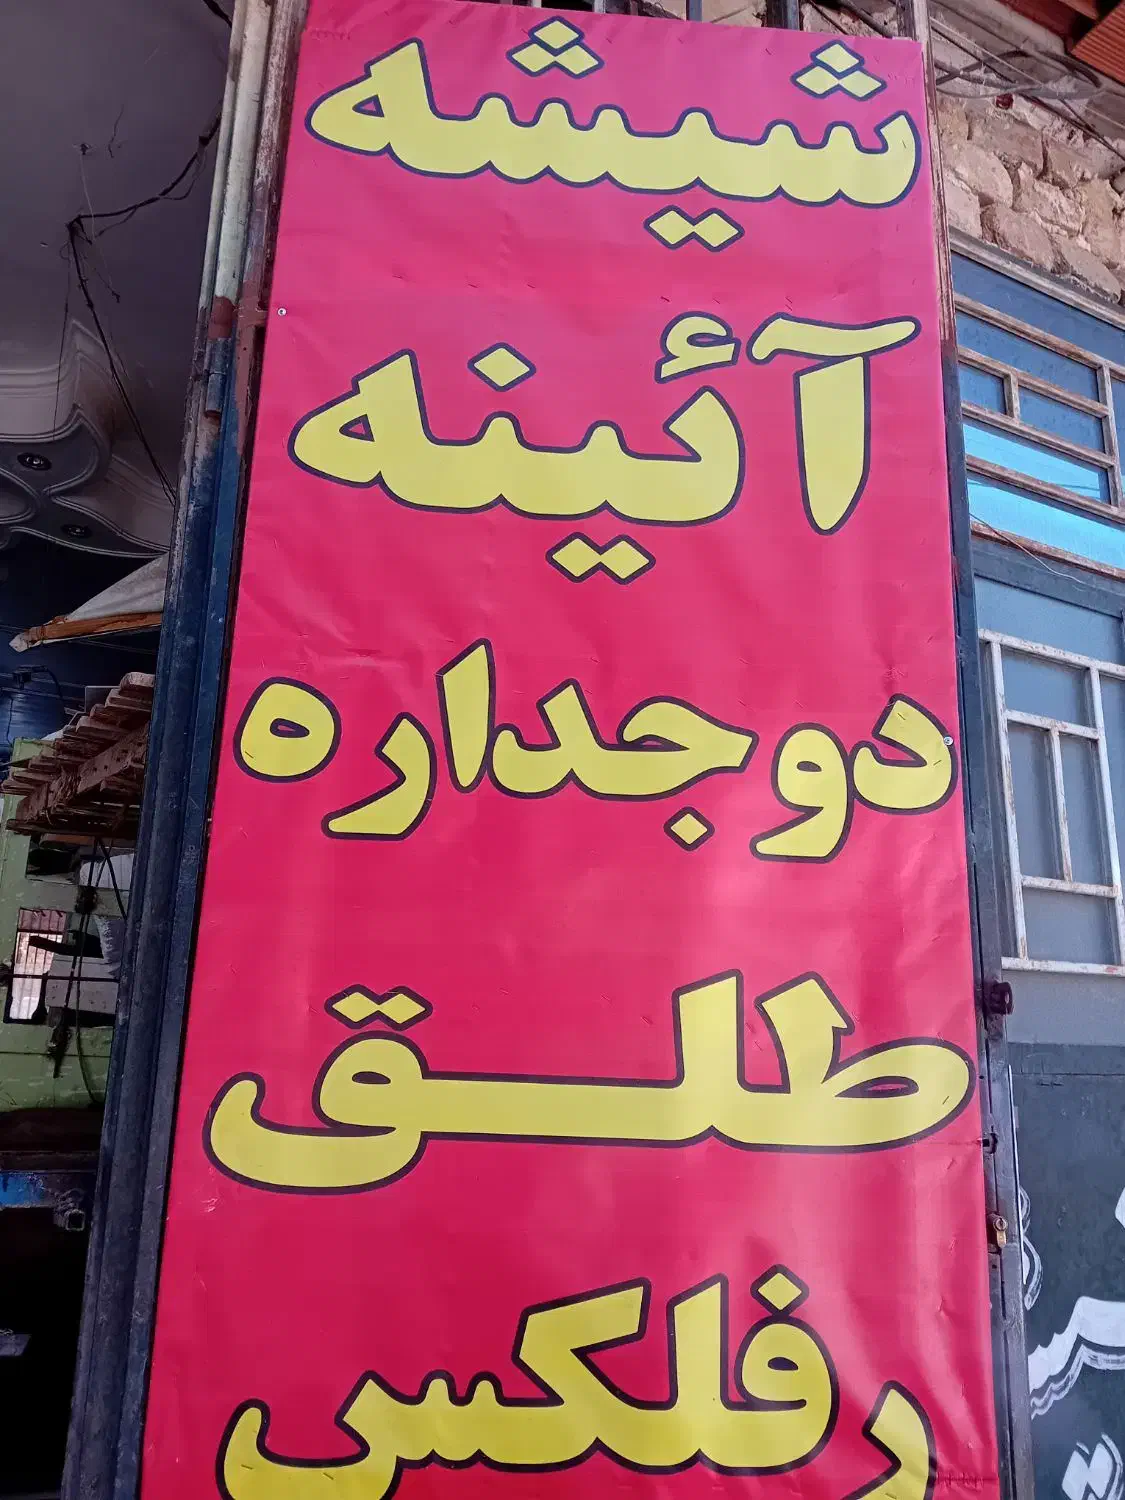 شیشه
آئینه
دوجداره
طلق
رفلکس